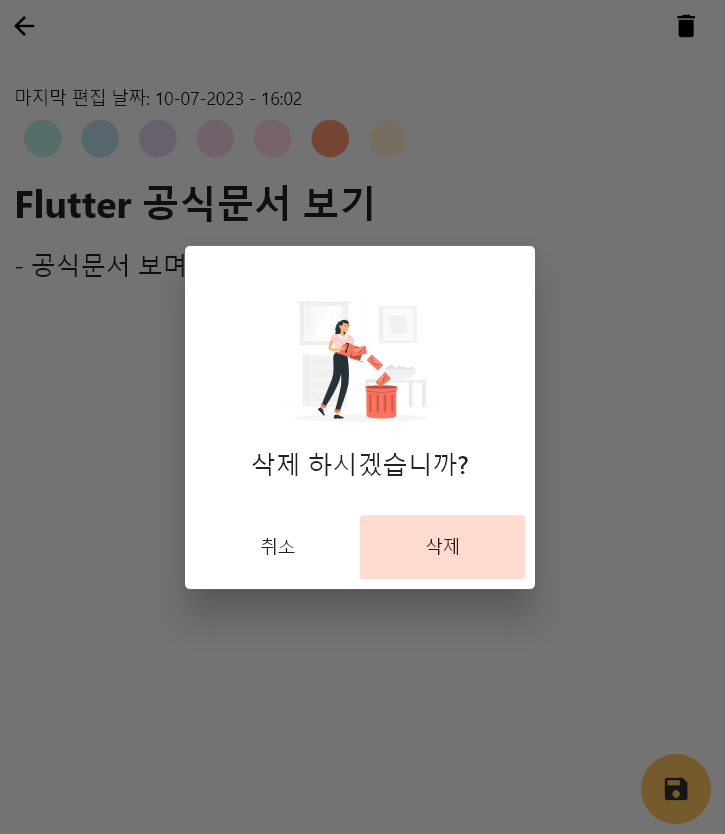 마지막 편집 날짜: 10-07-2023 - 16:02
Flutter 공식문서 보기
- 공식문서 보며
삭제 하시겠습니까?
취소
삭제